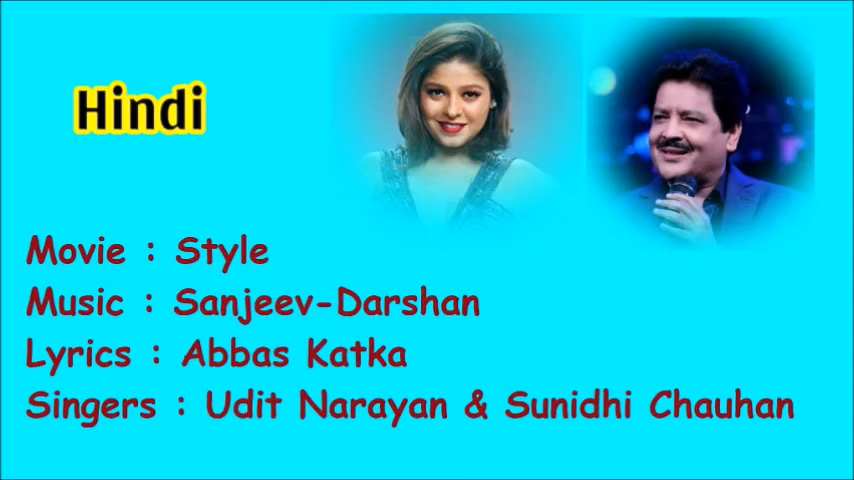 Hindi
Movie : Style
Music : Sanjeev-Darshan
Lyrics : Abbas Katka
Singers : Udit Narayan & Sunidhi Chauhan